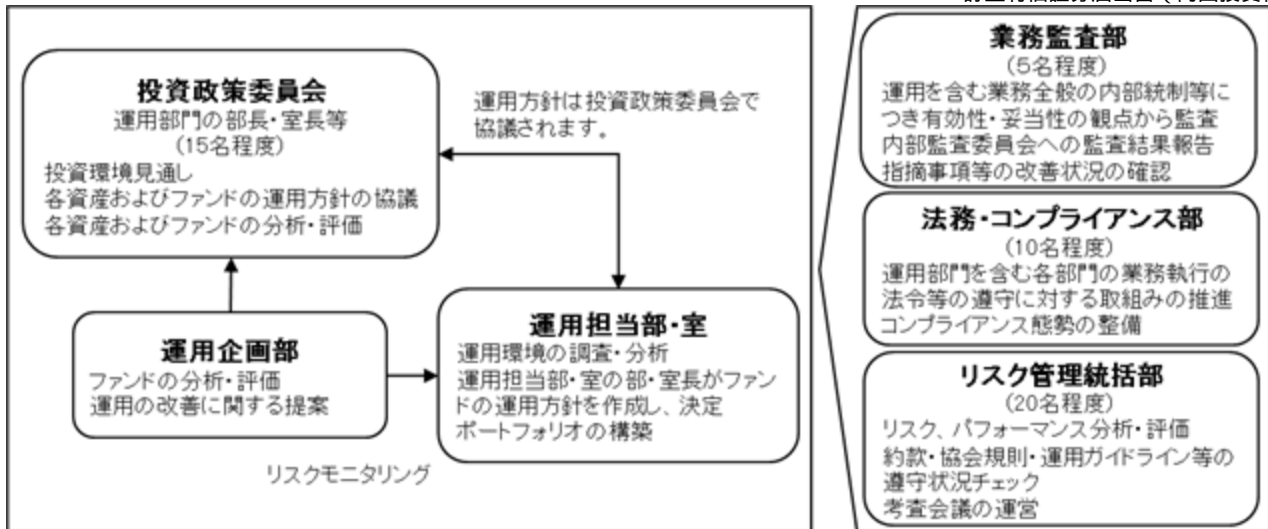 投資政策委員会
運用部門の部長・室長等
(15名程度)
投資環境見通し
各資産およびファンドの運用方針の協議
各資産およびファンドの分析・評価
運用方針は投資政策委員会で
協議されます。
運用企画部
ファンドの分析・評価
運用の改善に関する提案
運用担当部・室
運用環境の調査・分析
運用担当部・室の部・室長がファン
ドの運用方針を作成し、決定
ポートフォリオの構築
リスクモニタリング
業務監査部
(5名程度)
運用を含む業務全般の内部統制等に
つき有効性・妥当性の観点から監査
内部監査委員会への監査結果報告
指摘事項等の改善状況の確認
法務・コンプライアンス部
(10名程度)
運用部門を含む各部門の業務執行の
法令等の遵守に対する取組みの推進
コンプライアンス態勢の整備
リスク管理統括部
(20名程度)
リスク、パフォーマンス分析・評価
約款・協会規則・運用ガイドライン等の
遵守状況チェック
考査会議の運営